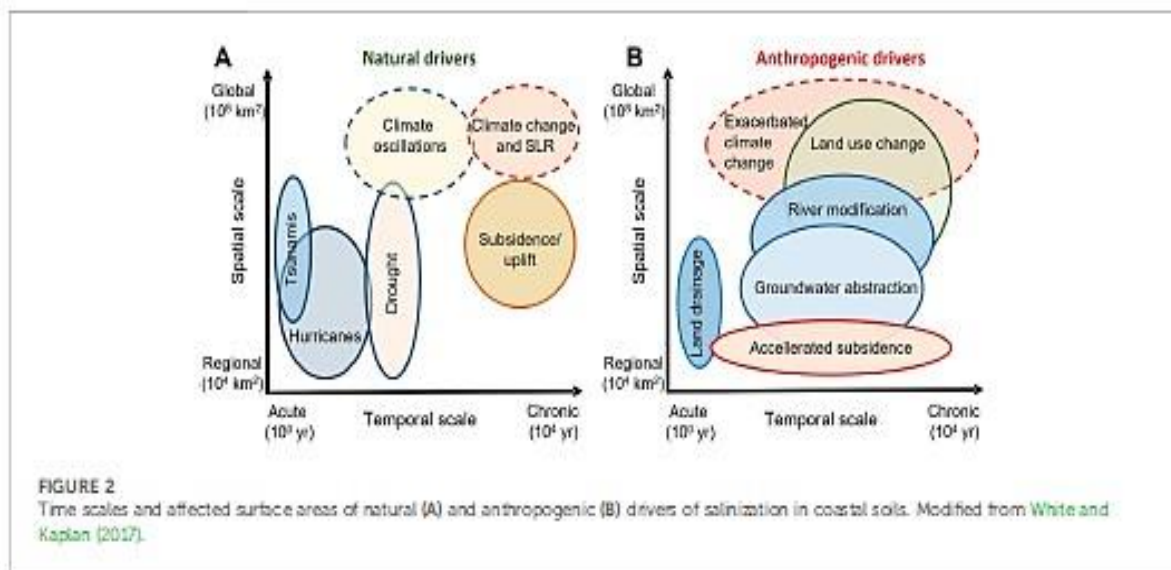 A
Natural drivers
Global
(10⁸ km²)
Climate
oscillations
Climate change
and SLR
Spatial scale
Tsunamis
Hurricanes
Drought
Subsidence/
uplift
Regional
(10⁴ km²)
Acute
(10⁰ yr)
Temporal scale
Chronic
(10⁴ yr)
B
Anthropogenic drivers
Global
Exacerbated
climate
change
Land use change
Spatial scale
River modification
Land drainage
Groundwater abstraction
Accellerated subsidence
Regional
(10⁴ km²)
Acute
(10⁰ yr)
Temporal scale
Chronic
(10⁴ yr)
FIGURE 2
Time scales and affected surface areas of natural (A) and anthropogenic (B) drivers of salinization in coastal soils. Modified from White and
Kaplan (2017).